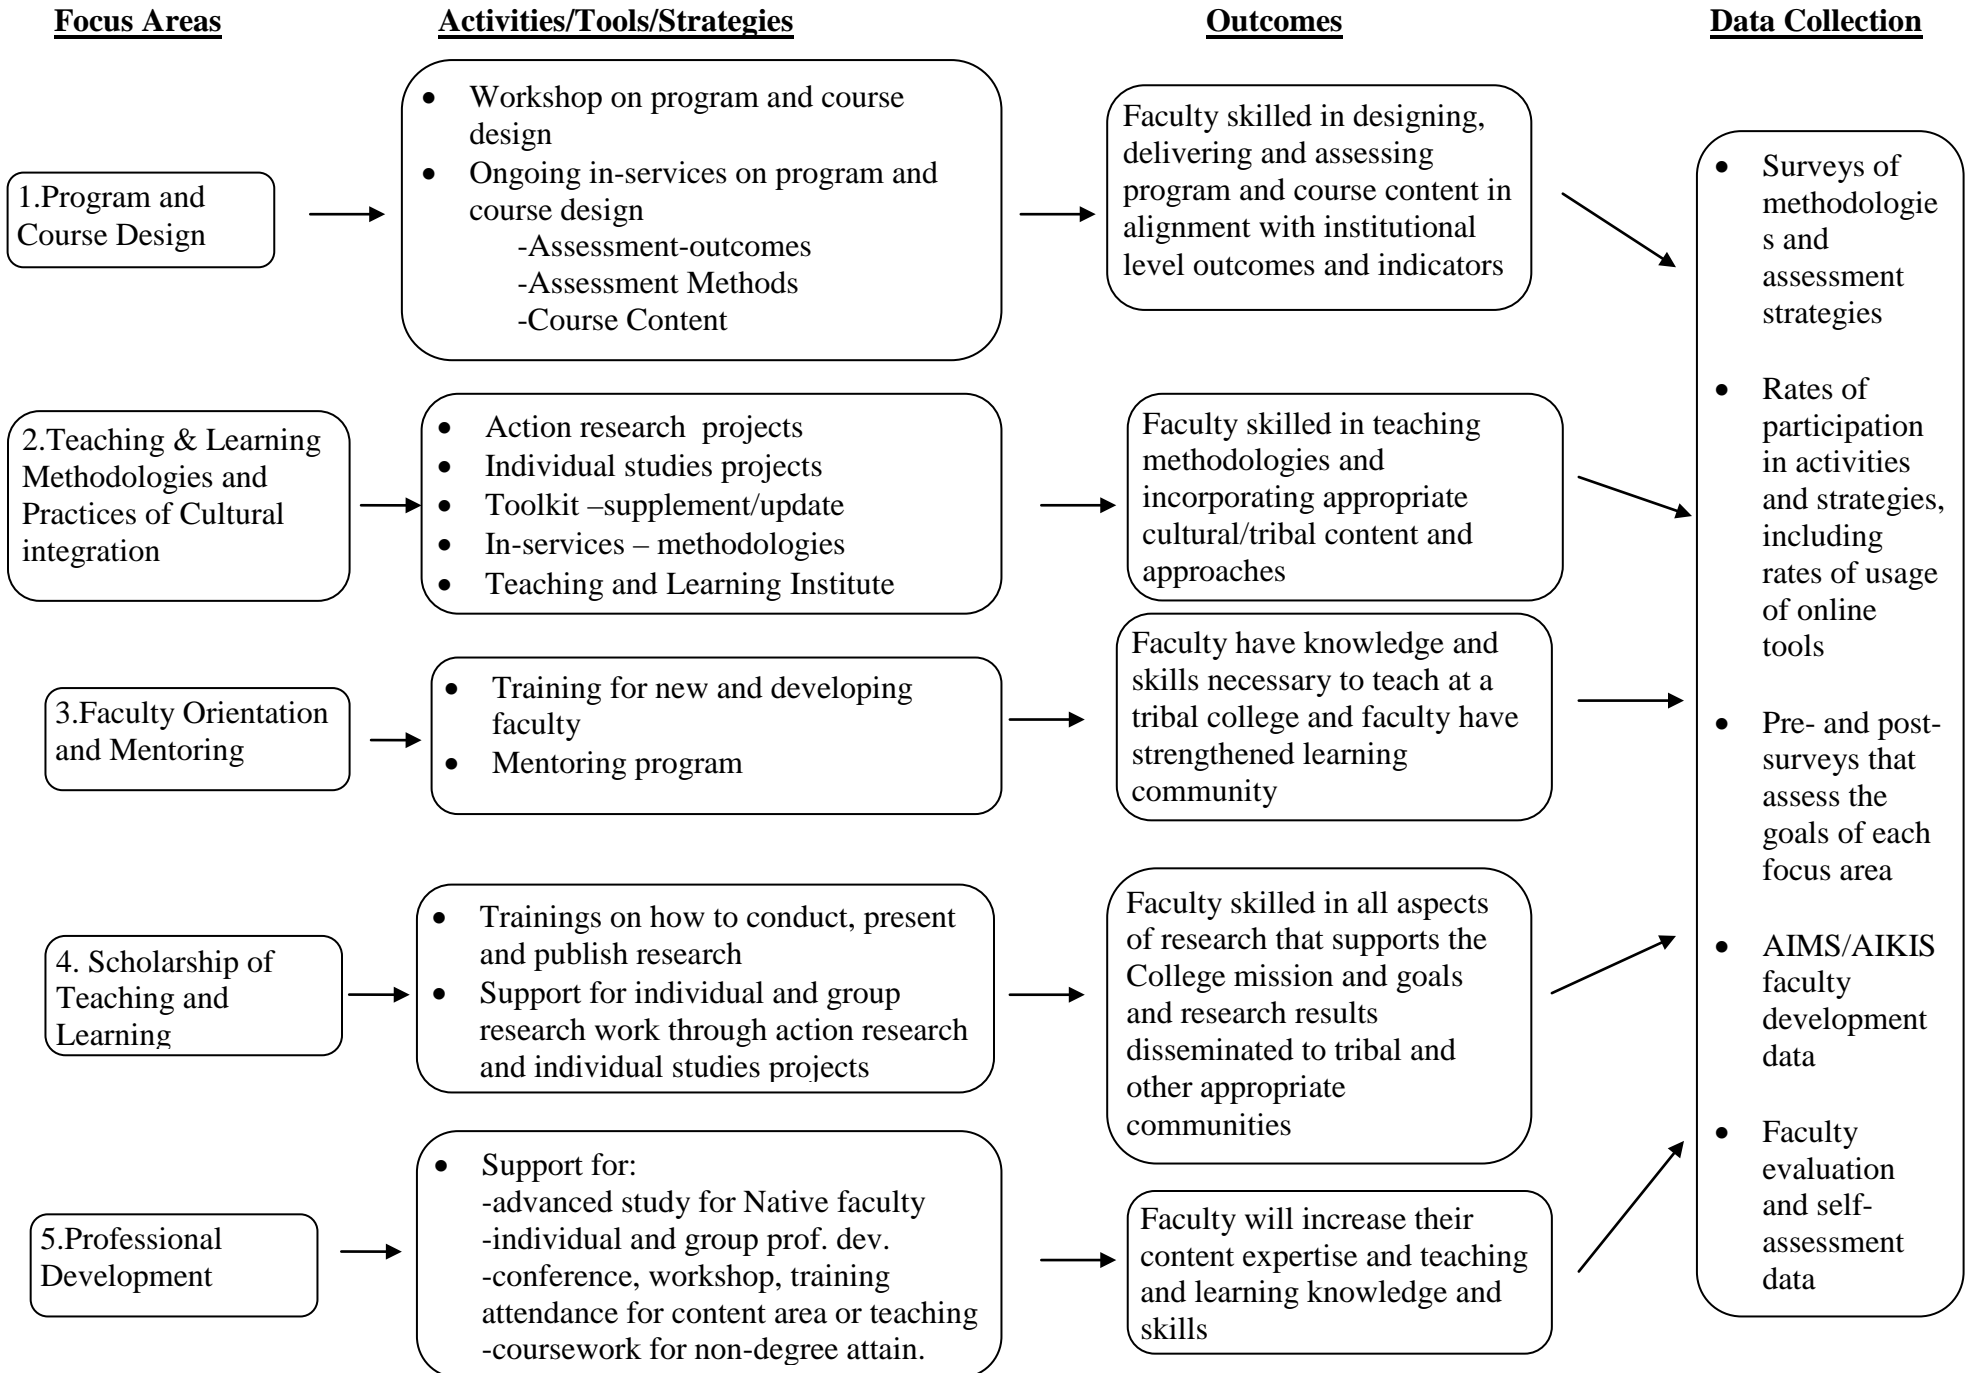 Focus Areas
Activities/Tools/Strategies
Outcomes
Data Collection
1.Program and
Course Design
• Workshop on program and course
design
• Ongoing in-services on program and
course design
-Assessment-outcomes
-Assessment Methods
-Course Content
Faculty skilled in designing,
delivering and assessing
program and course content in
alignment with institutional
level outcomes and indicators
2.Teaching & Learning
Methodologies and
Practices of Cultural
integration
• Action research projects
• Individual studies projects
• Toolkit –supplement/update
• In-services – methodologies
• Teaching and Learning Institute
Faculty skilled in teaching
methodologies and
incorporating appropriate
cultural/tribal content and
approaches
3.Faculty Orientation
and Mentoring
• Training for new and developing
faculty
• Mentoring program
Faculty have knowledge and
skills necessary to teach at a
tribal college and faculty have
strengthened learning
community
4. Scholarship of
Teaching and
Learning
• Trainings on how to conduct, present
and publish research
• Support for individual and group
research work through action research
and individual studies projects
Faculty skilled in all aspects
of research that supports the
College mission and goals
and research results
disseminated to tribal and
other appropriate
communities
5.Professional
Development
• Support for:
-advanced study for Native faculty
-individual and group prof. dev.
-conference, workshop, training
attendance for content area or teaching
-coursework for non-degree attain.
Faculty will increase their
content expertise and teaching
and learning knowledge and
skills
• Surveys of
methodologie
s and
assessment
strategies
• Rates of
participation
in activities
and strategies,
including
rates of usage
of online
tools
• Pre- and post-
surveys that
assess the
goals of each
focus area
• AIMS/AIKIS
faculty
development
data
• Faculty
evaluation
and self-
assessment
data